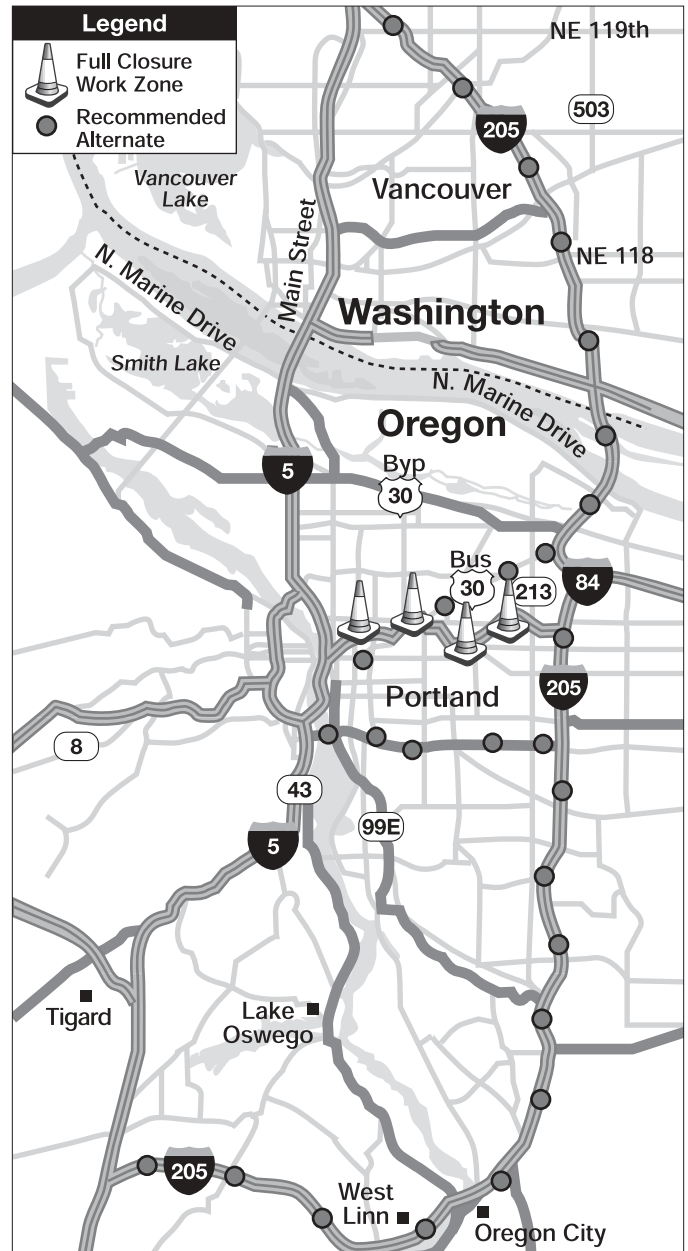 Legend
Full Closure
Work Zone
Recommended
Alternate
NE 119th
503
205
Vancouver
Lake
Vancouver
Main Street
NE 118
N. Marine Drive
Washington
Smith Lake
N. Marine Drive
Oregon
5
Byp
30
Bus
30
213
84
205
Portland
8
43
99E
5
Tigard
Lake
Oswego
205
West
Linn
Oregon City